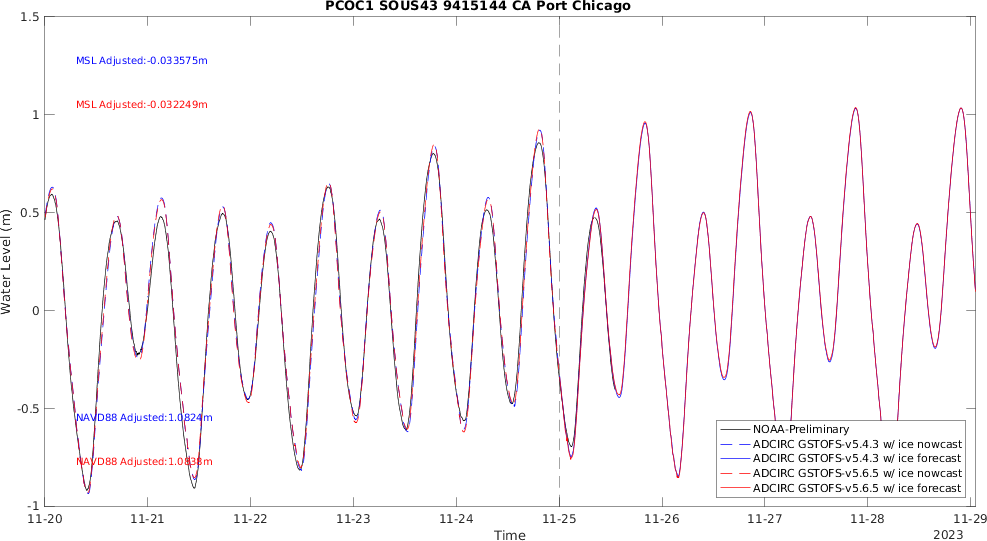 PCOC1 SOUS43 9415144 CA Port Chicago
1.5
1
0.5
0
-0.5
-1
Water Level (m)
MSL Adjusted:-0.033575m
MSL Adjusted:-0.032249m
NAVD88 Adjusted:1.0824m
NAVD88 Adjusted:1.0838m
NOAA-Preliminary
ADCIRC GSTOFS-v5.4.3 w/ ice nowcast
ADCIRC GSTOFS-v5.4.3 w/ ice forecast
ADCIRC GSTOFS-v5.6.5 w/ ice nowcast
ADCIRC GSTOFS-v5.6.5 w/ ice forecast
11-20 11-21 11-22 11-23 11-24 11-25 11-26 11-27 11-28 11-29
Time
2023